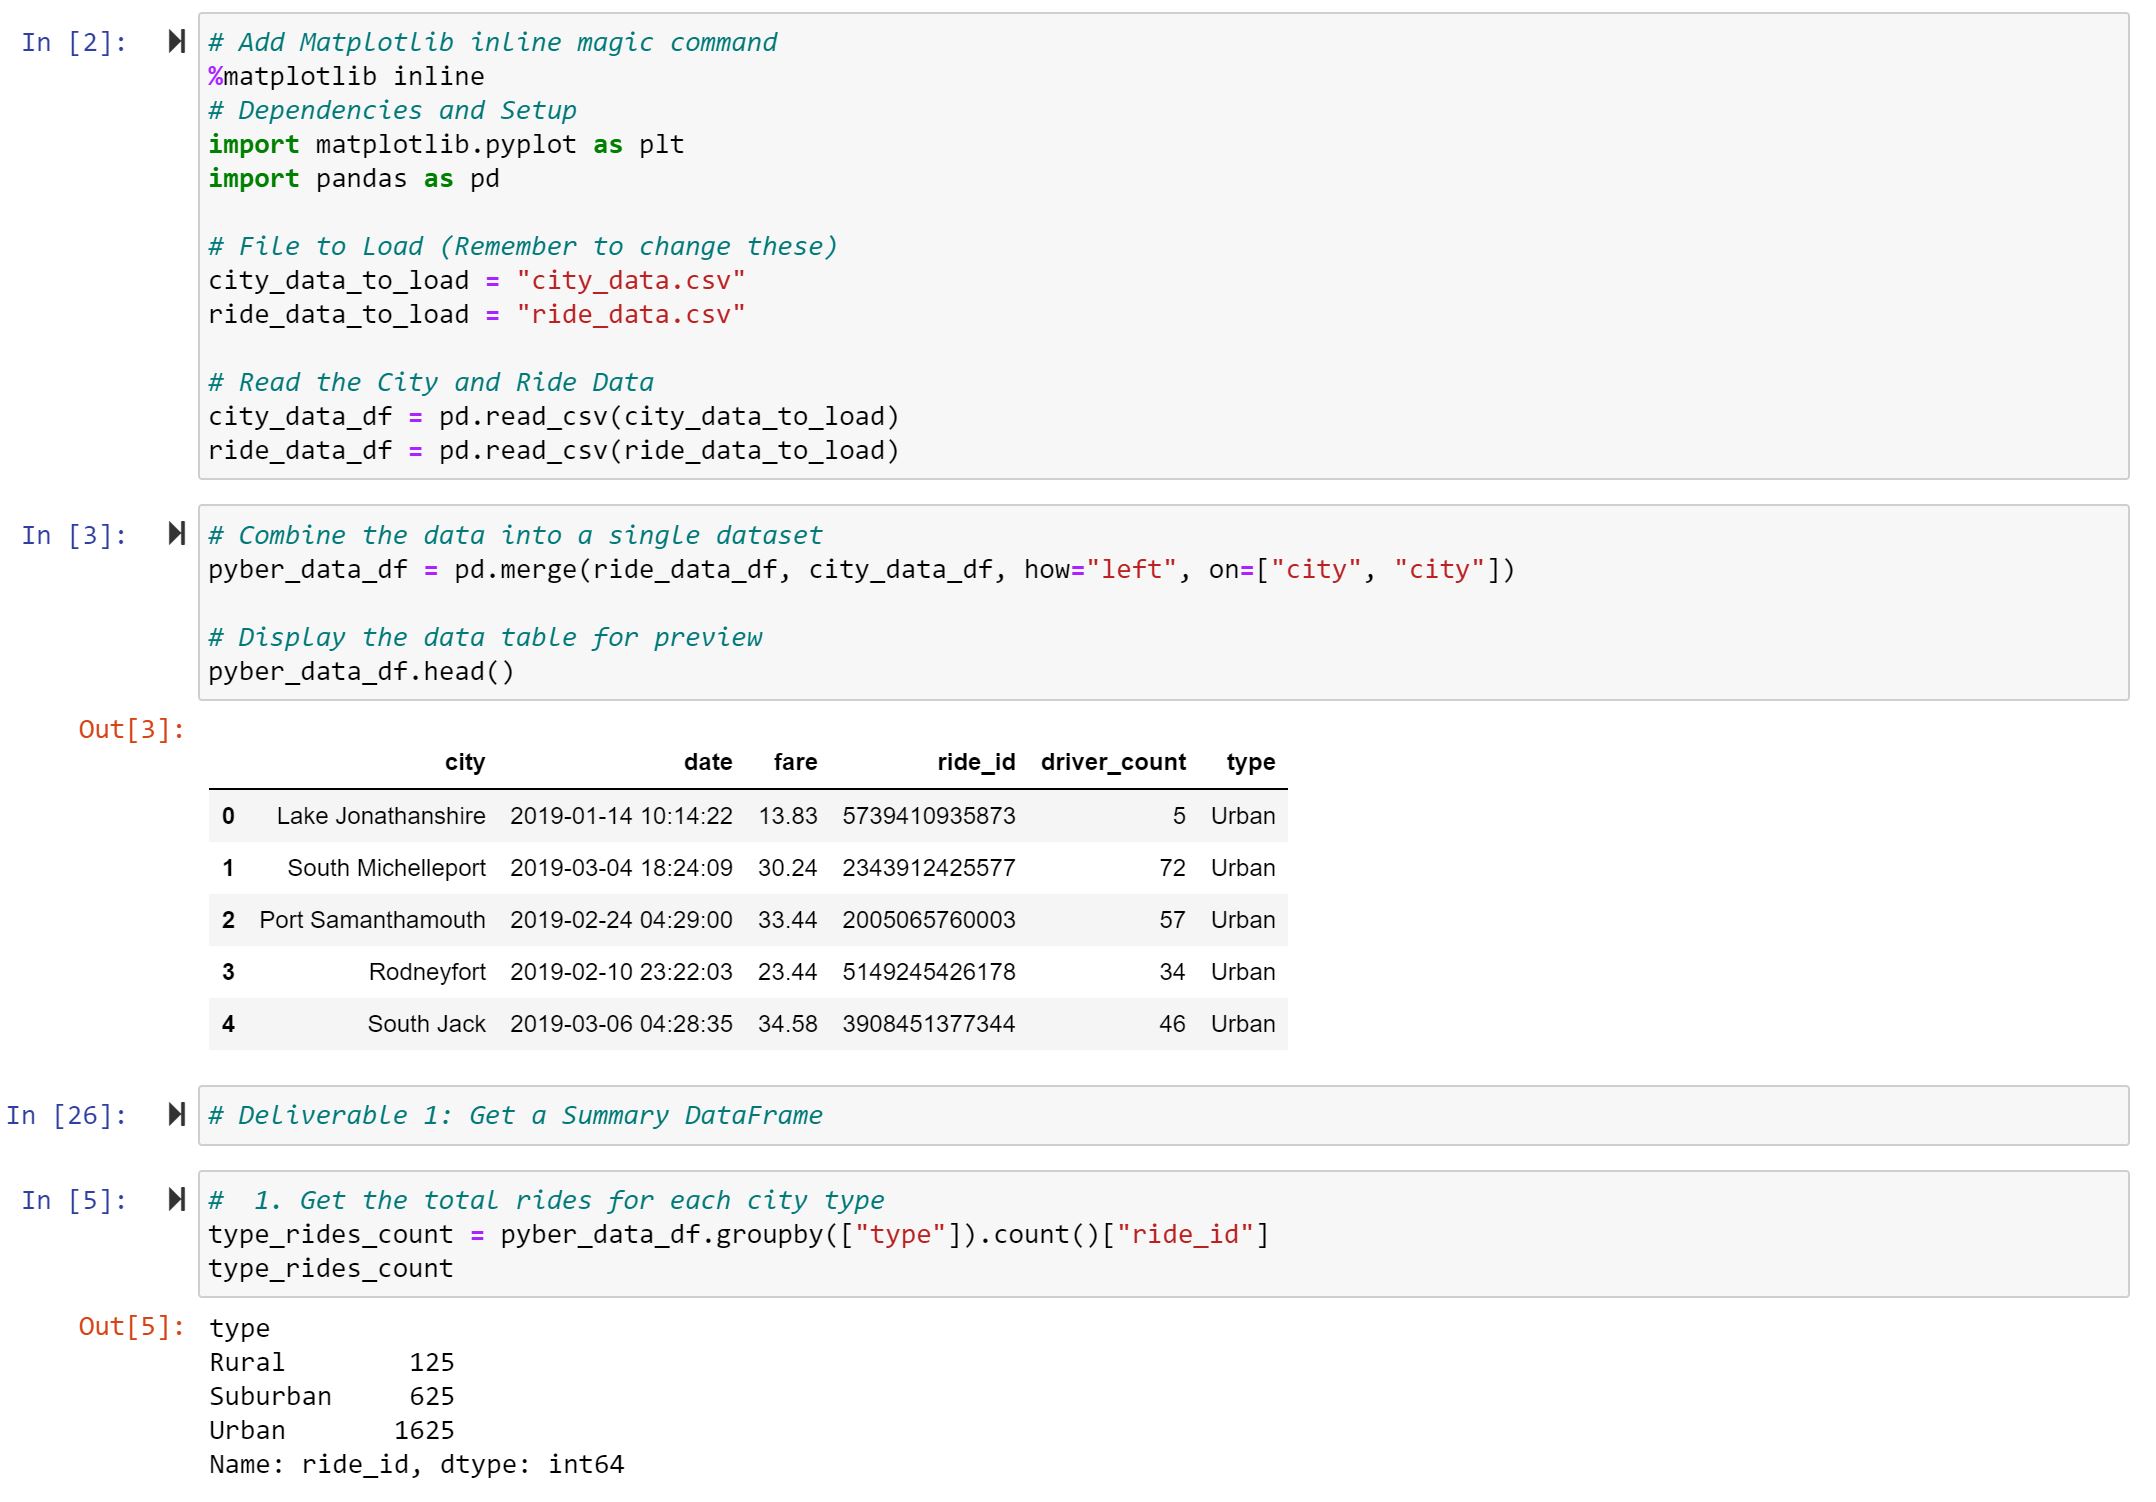 In [2]:
# Add Matplotlib inline magic command
%matplotlib inline
# Dependencies and Setup
import matplotlib.pyplot as plt
import pandas as pd
# File to Load (Remember to change these)
city_data_to_load = "city_data.csv"
ride_data_to_load = "ride_data.csv"
# Read the City and Ride Data
city_data_df = pd.read_csv(city_data_to_load)
ride_data_df = pd.read_csv(ride_data_to_load)
In [3]:
# Combine the data into a single dataset
pyber_data_df = pd.merge(ride_data_df, city_data_df, how="left", on=["city", "city"])
# Display the data table for preview
pyber_data_df.head()
Out[3]:
city date fare ride_id driver_count type
0 Lake Jonathanshire 2019-01-14 10:14:22 13.83 5739410935873 5 Urban
1 South Michelleport 2019-03-04 18:24:09 30.24 2343912425577 72 Urban
2 Port Samanthamouth 2019-02-24 04:29:00 33.44 2005065760003 57 Urban
3 Rodneyfort 2019-02-10 23:22:03 23.44 5149245426178 34 Urban
4 South Jack 2019-03-06 04:28:35 34.58 3908451377344 46 Urban
In [26]:
# Deliverable 1: Get a Summary DataFrame
In [5]:
#  1. Get the total rides for each city type
type_rides_count = pyber_data_df.groupby(["type"]).count()["ride_id"]
type_rides_count
Out[5]:
type
Rural 125
Suburban 625
Urban 1625
Name: ride_id, dtype: int64